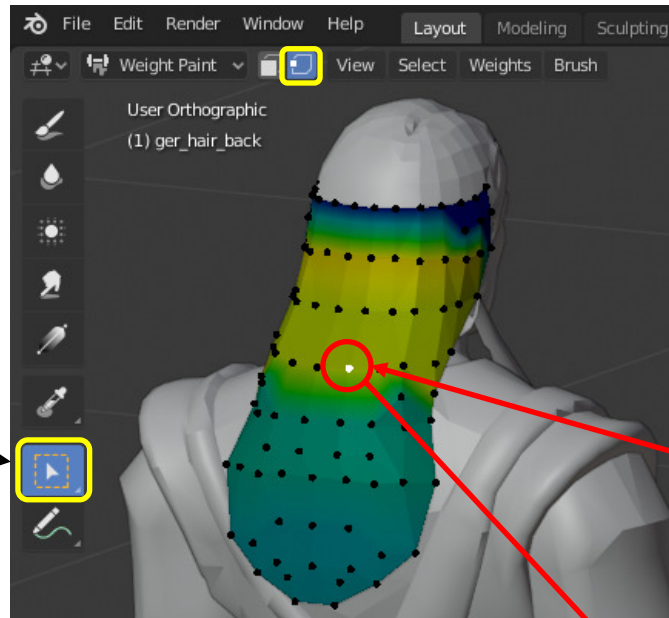 File Edit Render Window Help Layout Modeling Sculpting
Weight Paint View Select Weights Brush
User Orthographic
(1) ger_hair_back